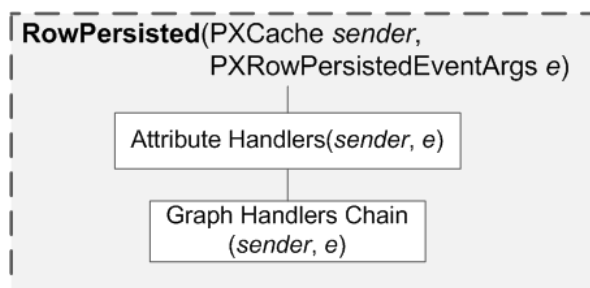 RowPersisted(PXCache sender,
PXRowPersistedEventArgs e)
Attribute Handlers(sender, e)
Graph Handlers Chain
(sender, e)